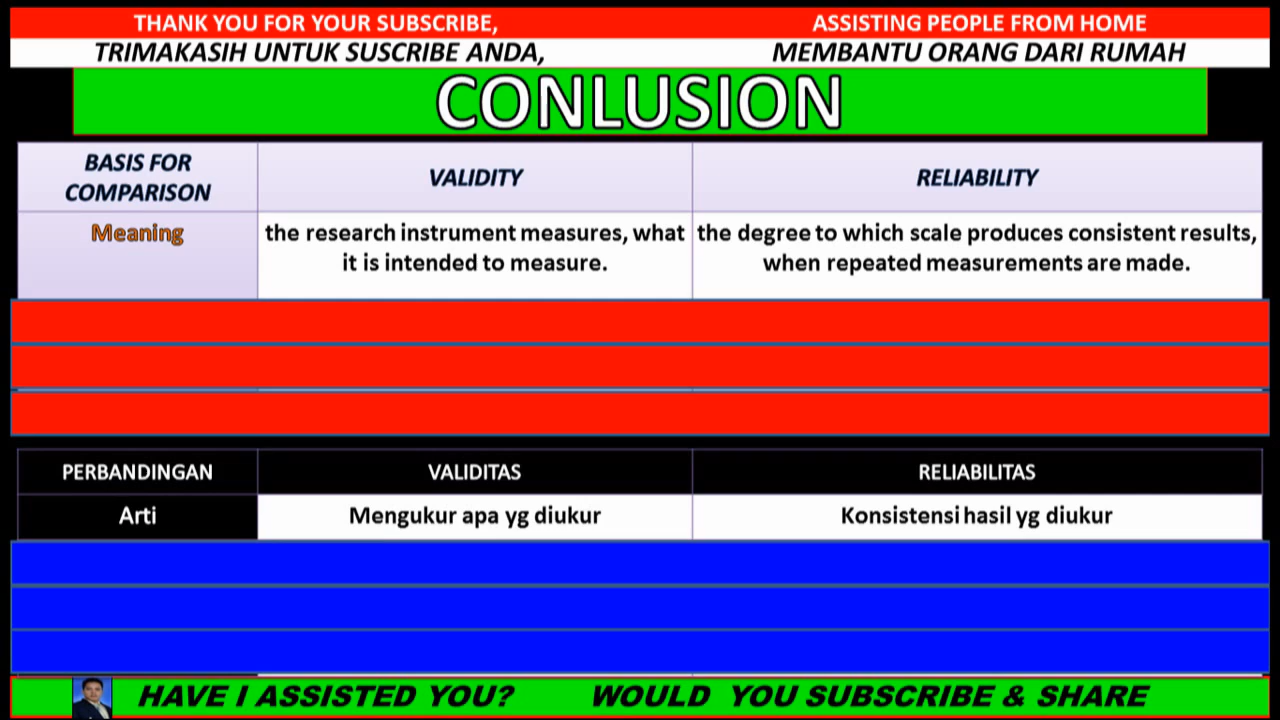 THANK YOU FOR YOUR SUBSCRIBE, ASSISTING PEOPLE FROM HOME
TRIMAKASIH UNTUK SUSCRIBE ANDA, MEMBANTU ORANG DARI RUMAH
CONLUSION
BASIS FOR COMPARISON
VALIDITY
RELIABILITY
Meaning
the research instrument measures, what
it is intended to measure.
the degree to which scale produces consistent results,
when repeated measurements are made.
PERBANDINGAN
VALIDITAS
RELIABILITAS
Arti
Mengukur apa yg diukur
Konsistensi hasil yg diukur
HAVE I ASSISTED YOU? WOULD YOU SUBSCRIBE & SHARE